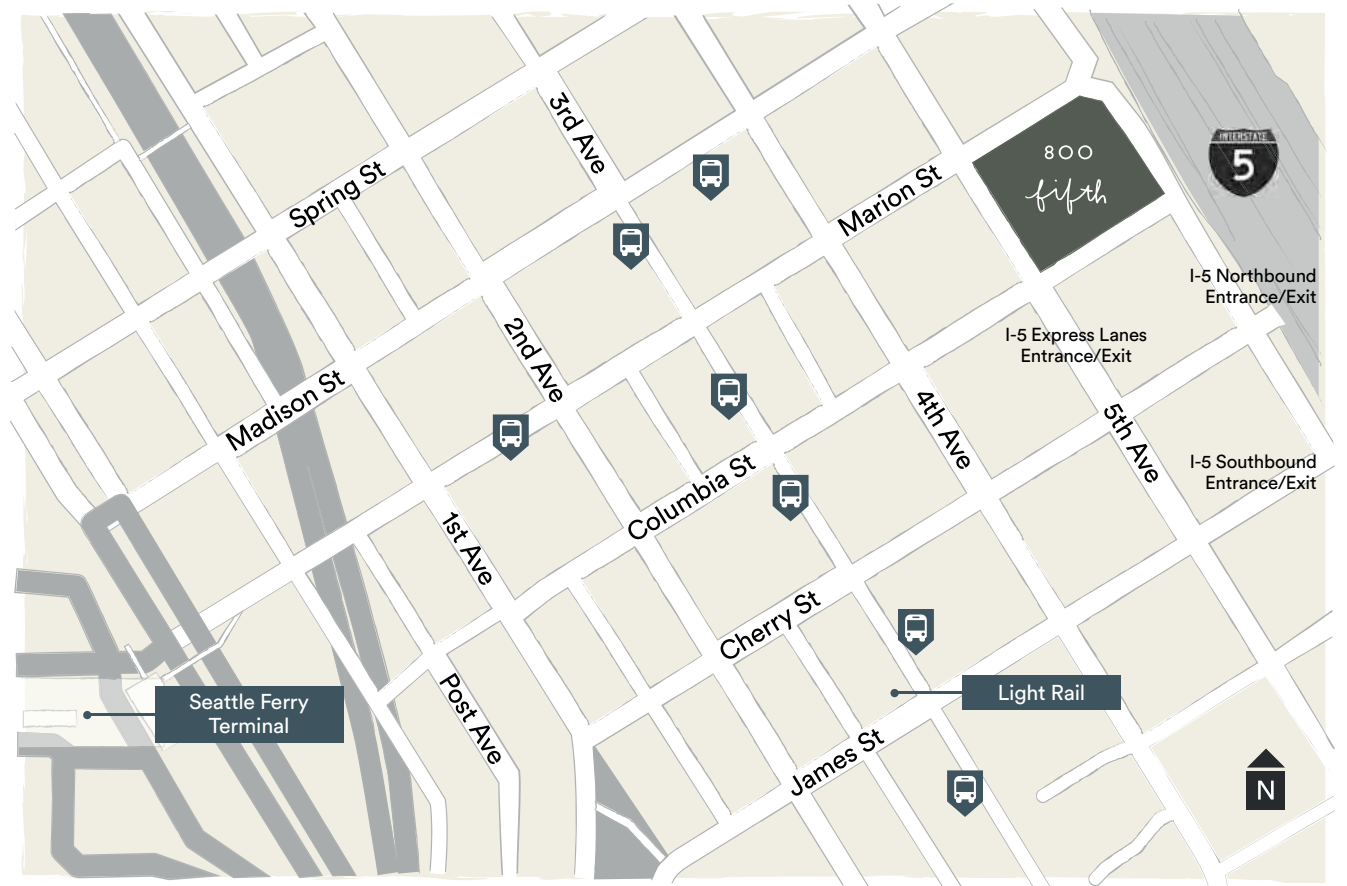 3rd Ave
INTERSTATE
5
800
fifth
Spring St
Marion St
I-5 Northbound
Entrance/Exit
I-5 Express Lanes
Entrance/Exit
2nd Ave
Madison St
4th Ave
5th Ave
I-5 Southbound
Entrance/Exit
Columbia St
1st Ave
Cherry St
Post Ave
Seattle Ferry
Terminal
Light Rail
James St
N